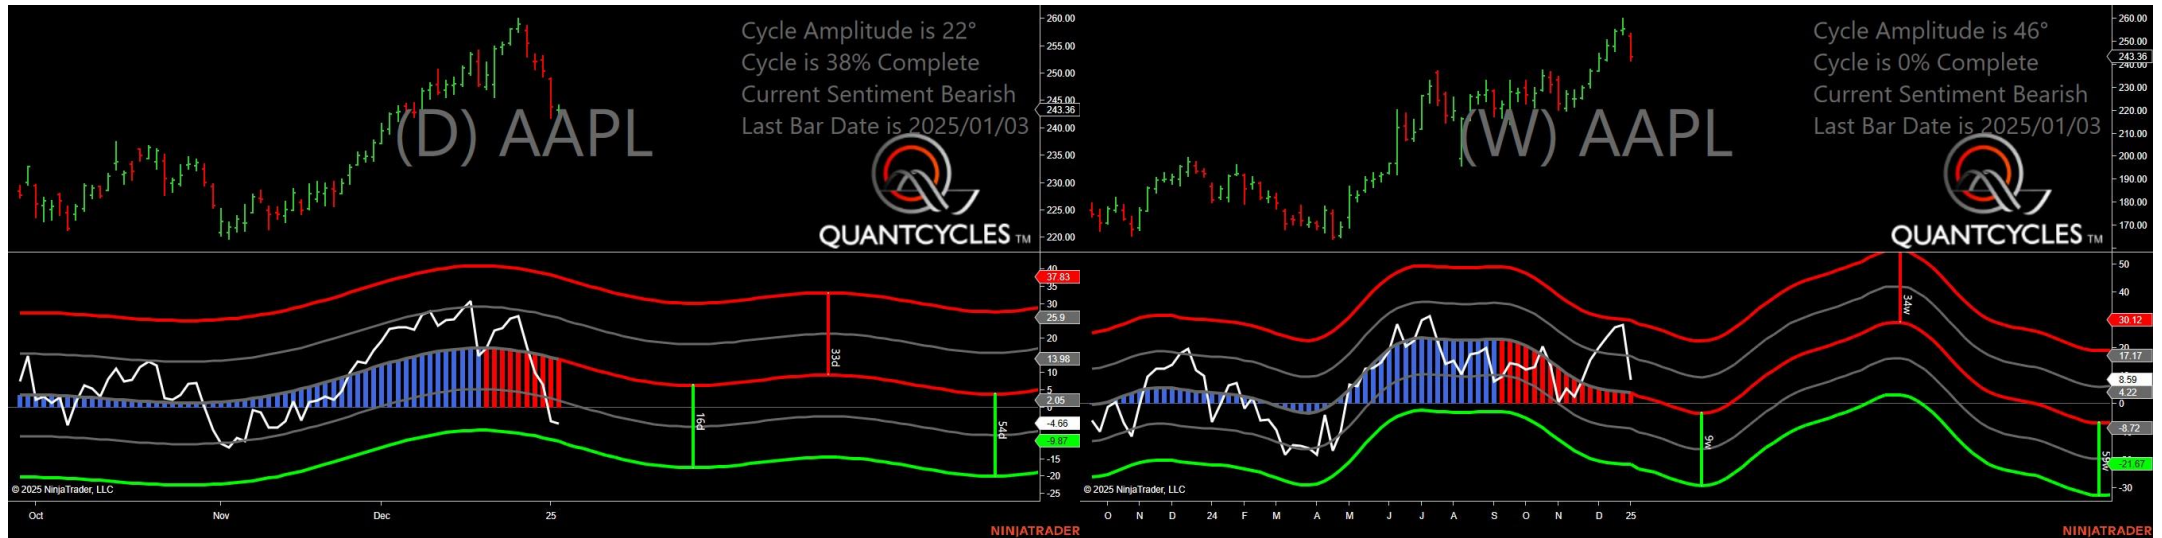 Cycle Amplitude is 22°
Cycle is 38% Complete
Current Sentiment Bearish
Last Bar Date is 2025/01/03
(D) AAPL
QUANTCYCLES TM
260.00
255.00
250.00
245.00
243.36
240.00
235.00
230.00
225.00
220.00
40
37.83
35
30
25.9
20
13.98
10
5
2.05
0
-4.66
-9.87
-15
-20
-25
33d
16d
54d
© 2025 NinjaTrader, LLC
Oct Nov Dec 25
NINJATRADER
Cycle Amplitude is 46°
Cycle is 0% Complete
Current Sentiment Bearish
Last Bar Date is 2025/01/03
(W) AAPL
QUANTCYCLES TM
260.00
250.00
243.36
240.00
230.00
220.00
210.00
200.00
190.00
180.00
170.00
50
40
30.12
20
17.17
8.59
4.22
0
-8.72
-21.67
-30
34w
9w
59w
© 2025 NinjaTrader, LLC
O N D 24 F M A M J J A S O N D 25
NINJATRADER